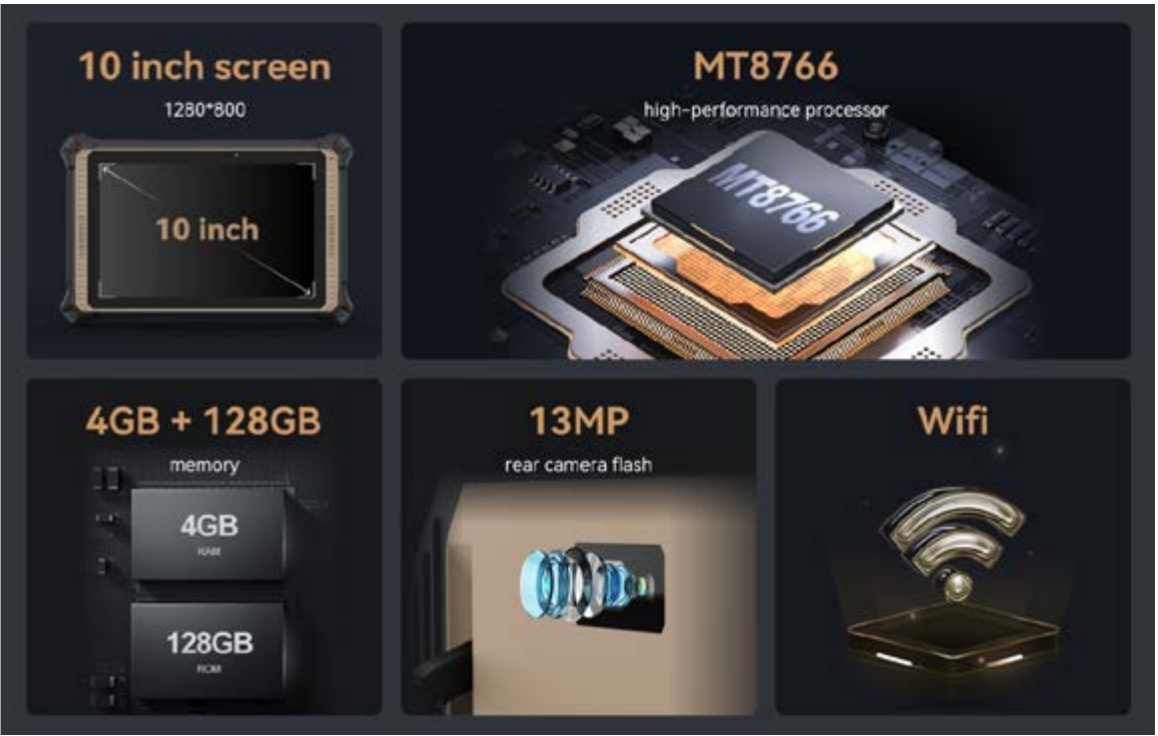 10 inch screen
1280*800
10 inch
MT8766
high-performance processor
MT8766
4GB + 128GB
memory
4GB
RAM
128GB
ROM
13MP
rear camera flash
Wifi